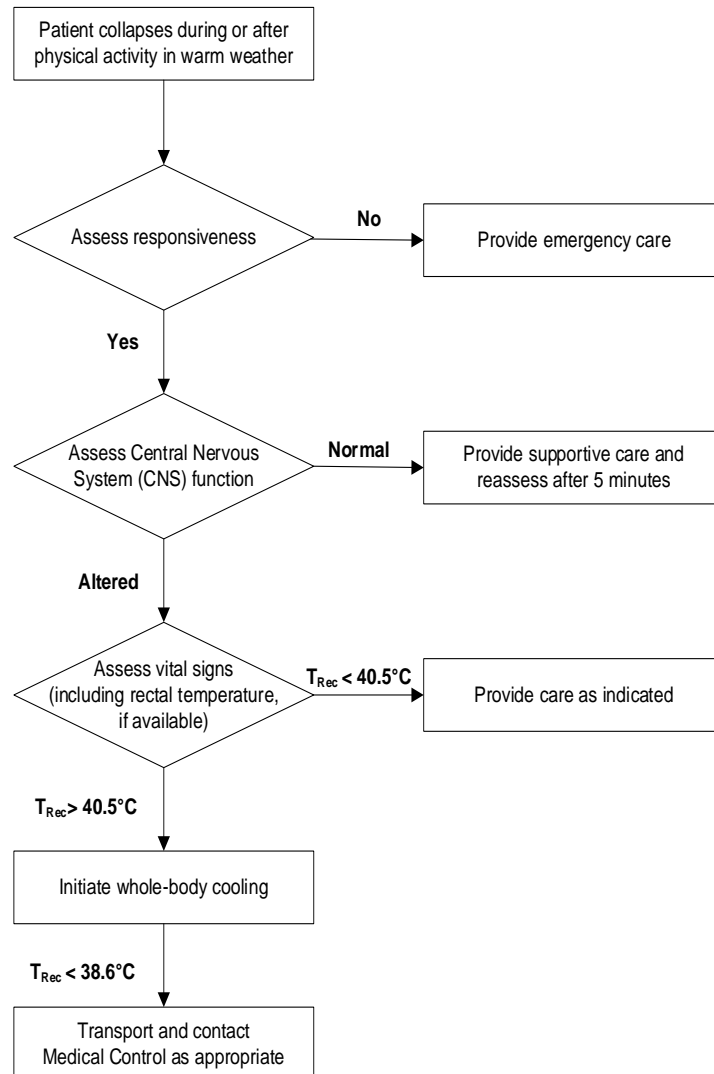 Patient collapses during or after
physical activity in warm weather
Assess responsiveness
No
Provide emergency care
Yes
Assess Central Nervous
System (CNS) function
Normal
Provide supportive care and
reassess after 5 minutes
Altered
Assess vital signs
(including rectal temperature,
if available)
TRec < 40.5°C
Provide care as indicated
TRec> 40.5°C
Initiate whole-body cooling
TRec < 38.6°C
Transport and contact
Medical Control as appropriate